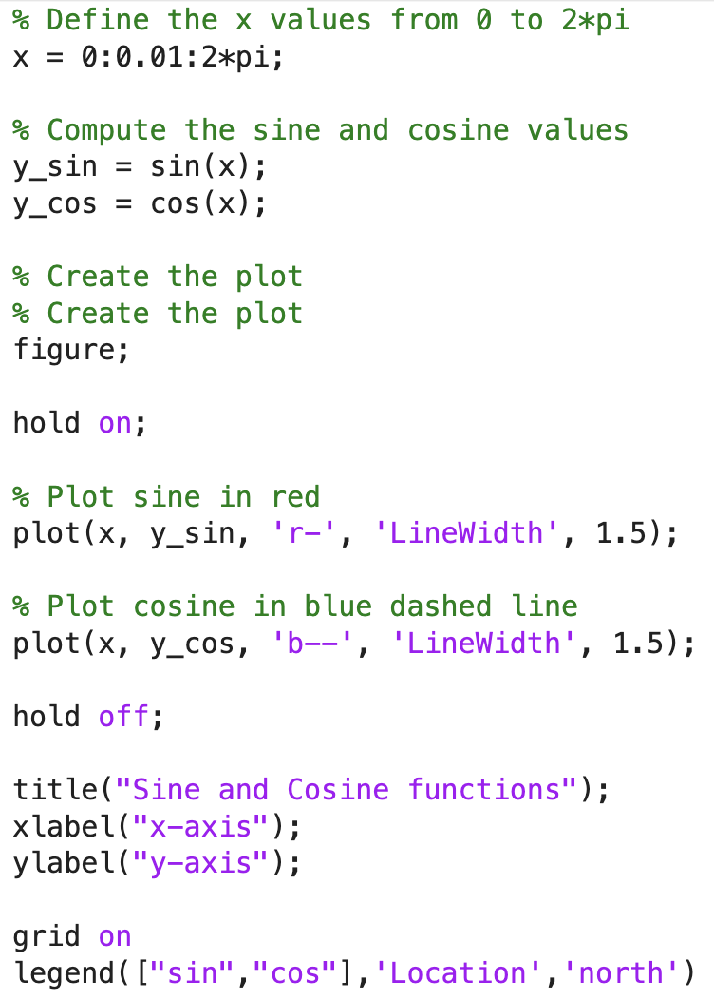 % Define the x values from 0 to 2*pi
x = 0:0.01:2*pi;
% Compute the sine and cosine values
y_sin = sin(x);
y_cos = cos(x);
% Create the plot
% Create the plot
figure;
hold on;
% Plot sine in red
plot(x, y_sin, 'r-', 'LineWidth', 1.5);
% Plot cosine in blue dashed line
plot(x, y_cos, 'b--', 'LineWidth', 1.5);
hold off;
title("Sine and Cosine functions");
xlabel("x-axis");
ylabel("y-axis");
grid on
legend(["sin","cos"],'Location','north')